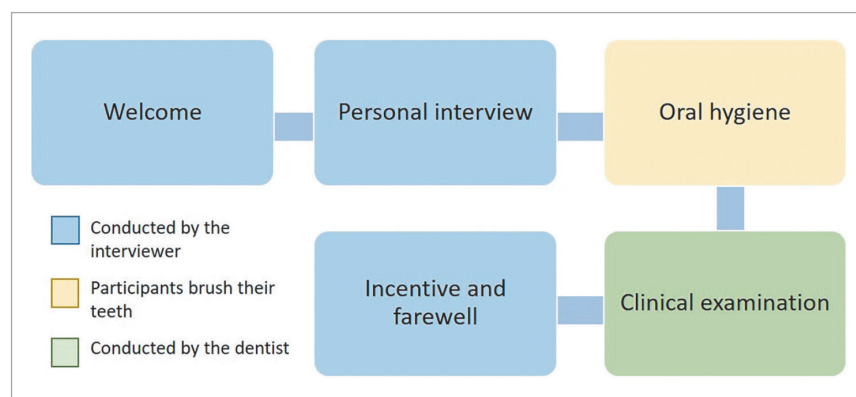 Welcome
Personal interview
Oral hygiene
Conducted by the
interviewer
Participants brush their
teeth
Conducted by the dentist
Incentive and
farewell
Clinical examination